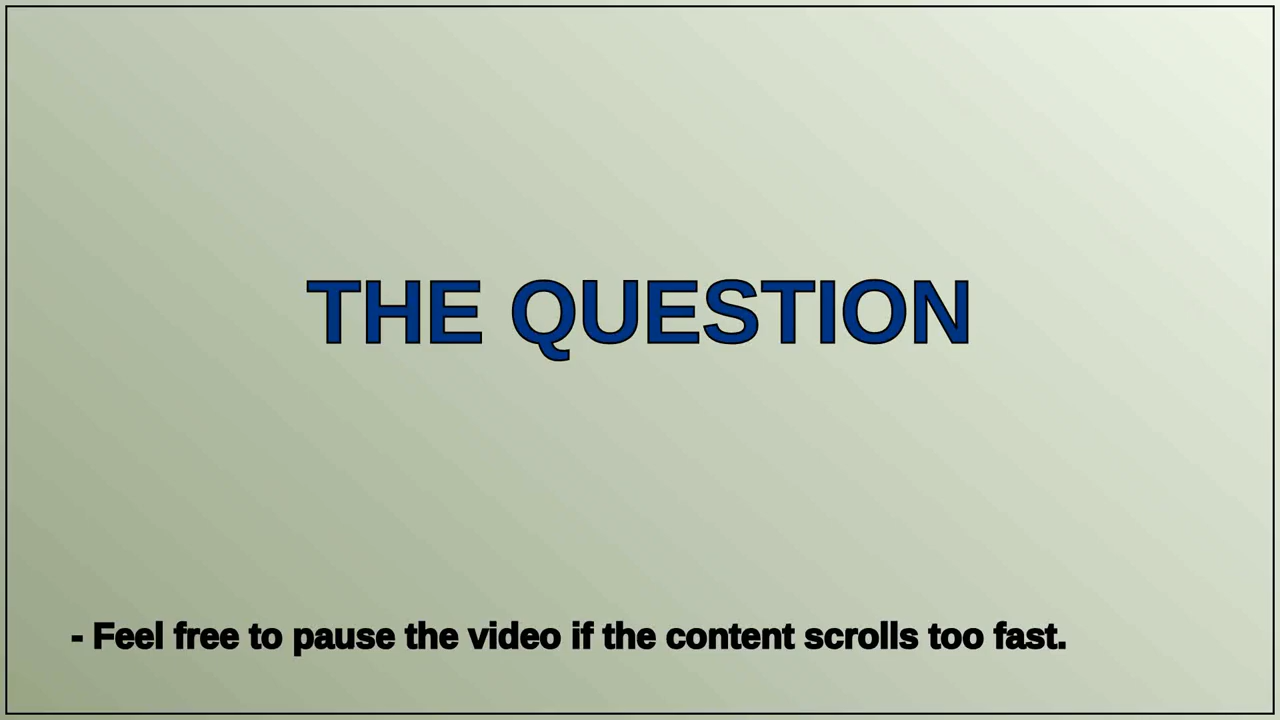 THE QUESTION
- Feel free to pause the video if the content scrolls too fast.